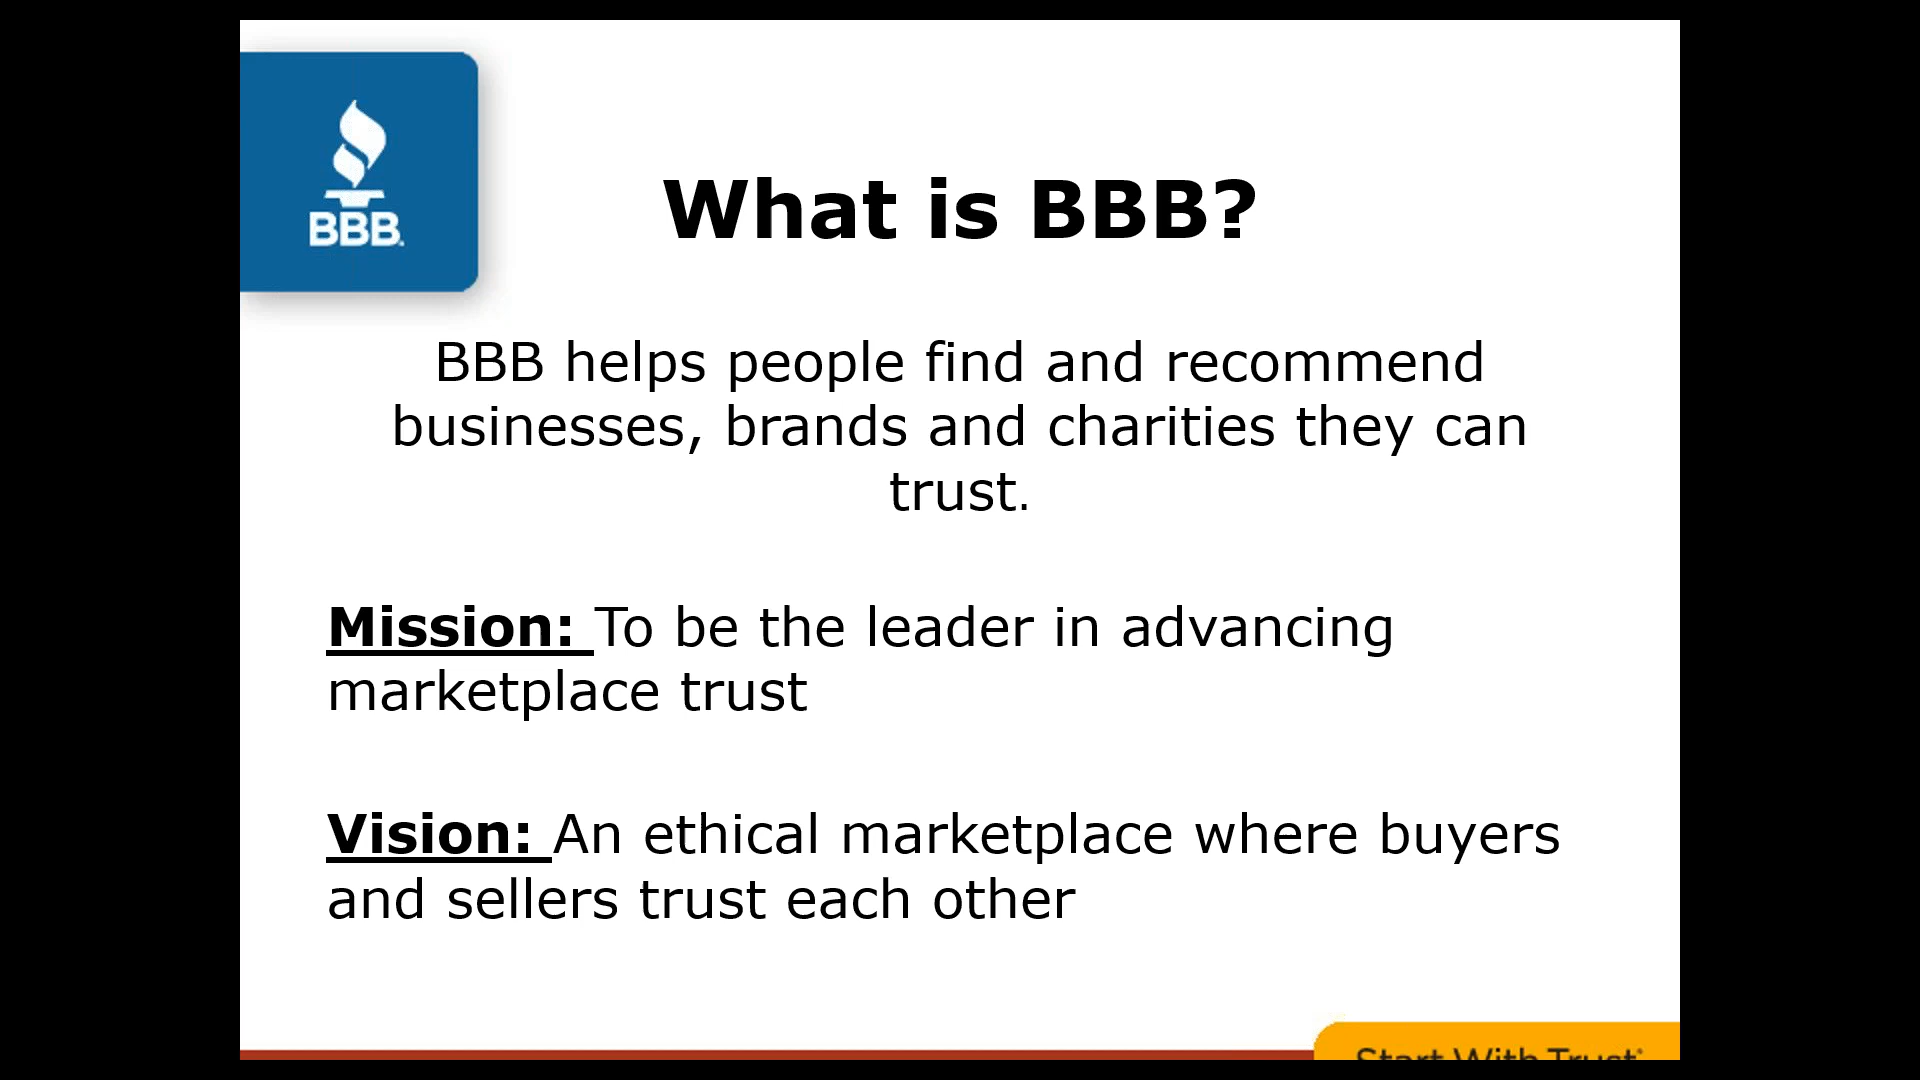 BBB.
What is BBB?
BBB helps people find and recommend
businesses, brands and charities they can
trust.
Mission: To be the leader in advancing
marketplace trust
Vision: An ethical marketplace where buyers
and sellers trust each other
Start With Trust